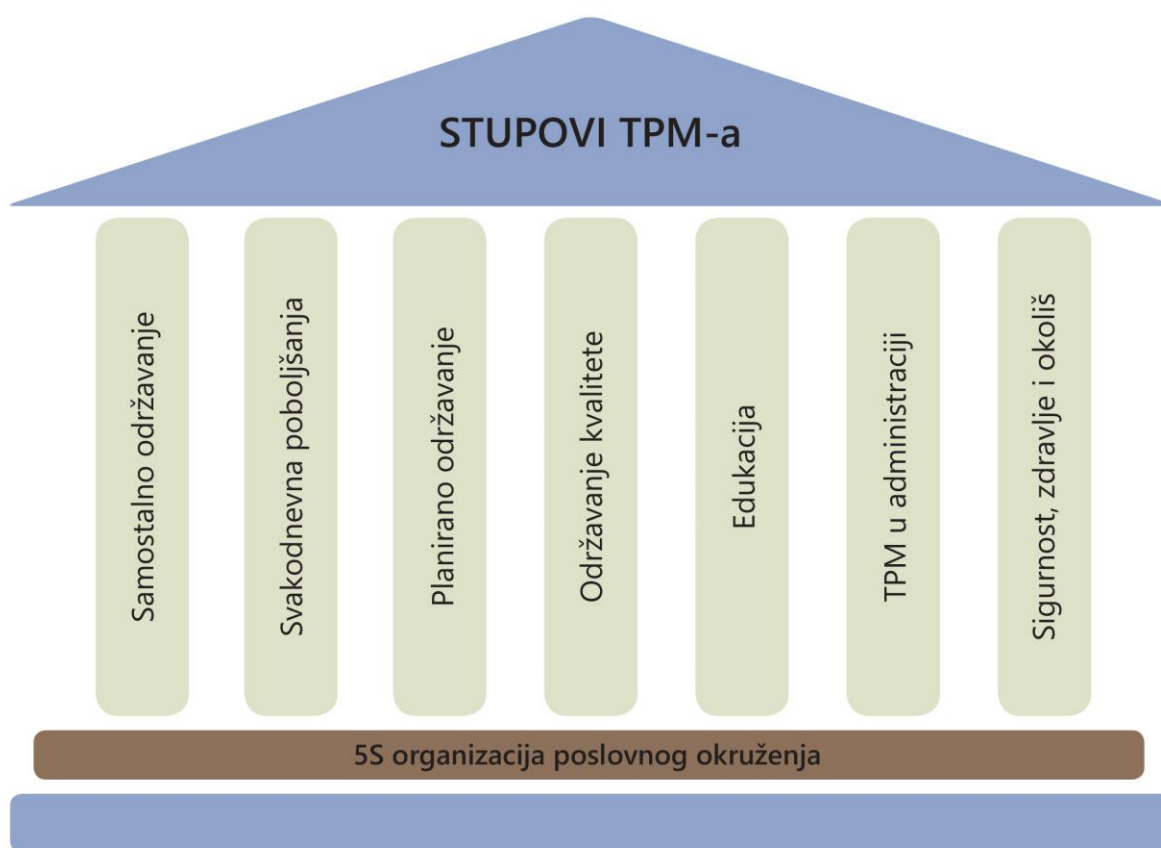 STUPOVI TPM-a
Samostalno održavanje
Svakodnevna poboljšanja
Planirano održavanje
Održavanje kvalitete
Edukacija
TPM u administraciji
Sigurnost, zdravlje i okoliš
5S organizacija poslovnog okruženja